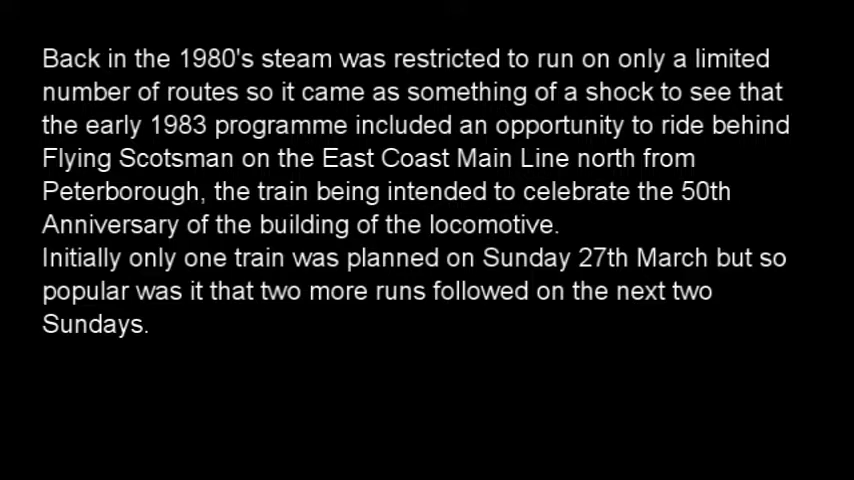 Back in the 1980's steam was restricted to run on only a limited
number of routes so it came as something of a shock to see that
the early 1983 programme included an opportunity to ride behind
Flying Scotsman on the East Coast Main Line north from
Peterborough, the train being intended to celebrate the 50th
Anniversary of the building of the locomotive.
Initially only one train was planned on Sunday 27th March but so
popular was it that two more runs followed on the next two
Sundays.